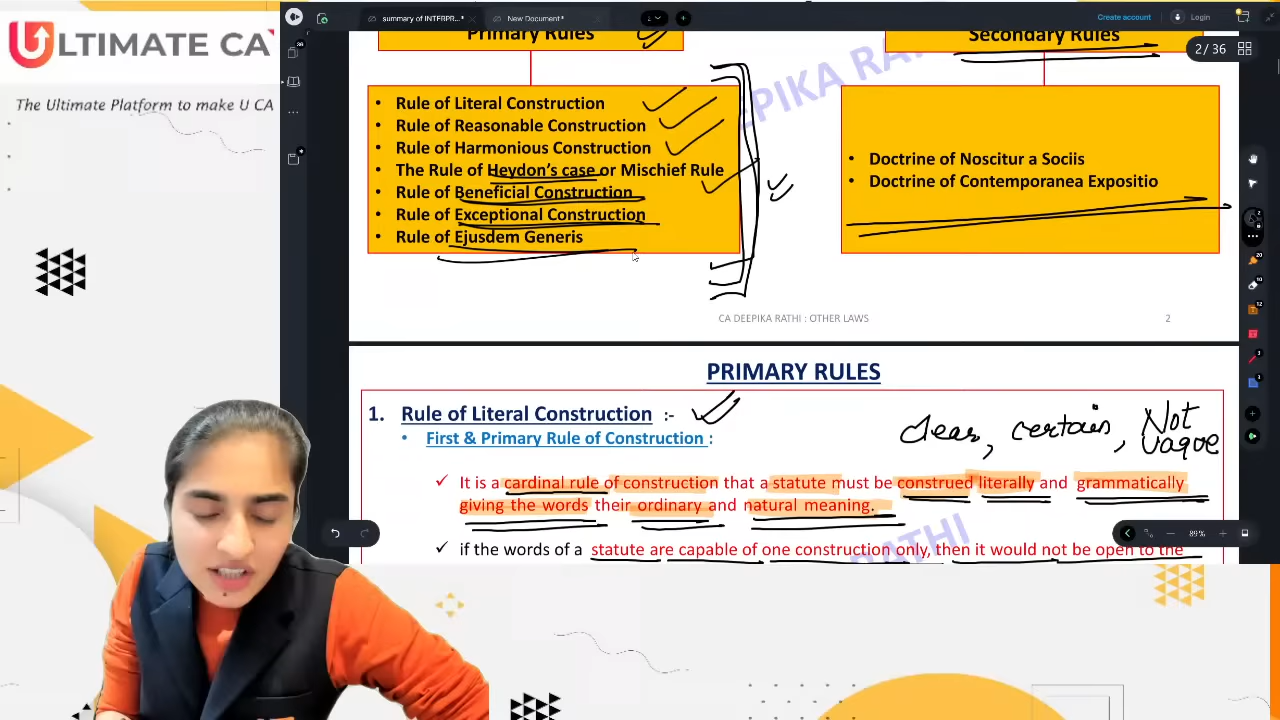 ULTIMATE CA
The Ultimate Platform to make U CA
summary of INTERPR...*
New Document*
1
Create account
Login
2 / 36
Primary Rules
Secondary Rules
EEPIKA RA
• Rule of Literal Construction
• Rule of Reasonable Construction
• Rule of Harmonious Construction
• The Rule of Heydon's case or Mischief Rule
• Rule of Beneficial Construction
• Rule of Exceptional Construction
• Rule of Ejusdem Generis
• Doctrine of Noscitur a Sociis
• Doctrine of Contemporanea Expositio
CA DEEPIKA RATHI : OTHER LAWS
2
PRIMARY RULES
1. Rule of Literal Construction :-
• First & Primary Rule of Construction :
clear, certain, Not vague
✓ It is a cardinal rule of construction that a statute must be construed literally and grammatically
giving the words their ordinary and natural meaning.
RATHI
89%
✓ if the words of a statute are capable of one construction only, then it would not be open to the